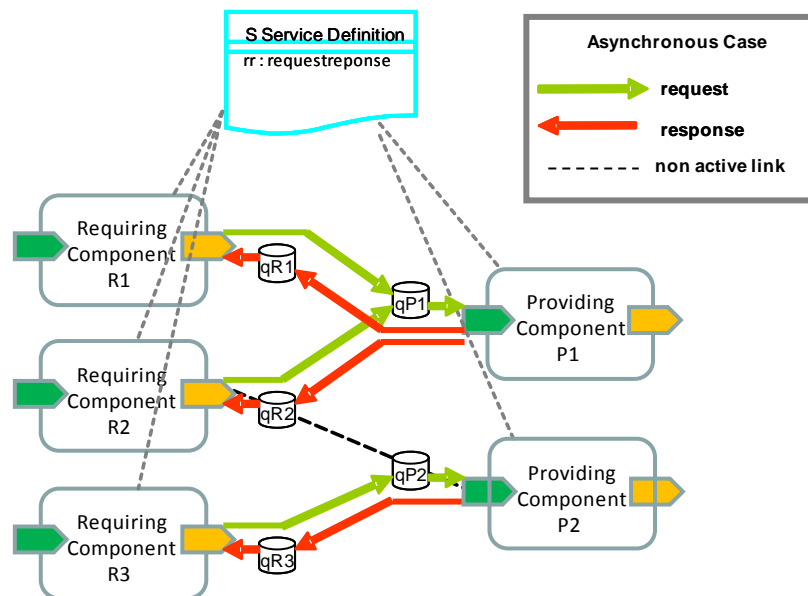 S Service Definition
rr : requestreponse
Asynchronous Case
request
response
non active link
Requiring
Component
R1
qR1
qP1
Providing
Component
P1
Requiring
Component
R2
qR2
qP2
Providing
Component
P2
Requiring
Component
R3
qR3